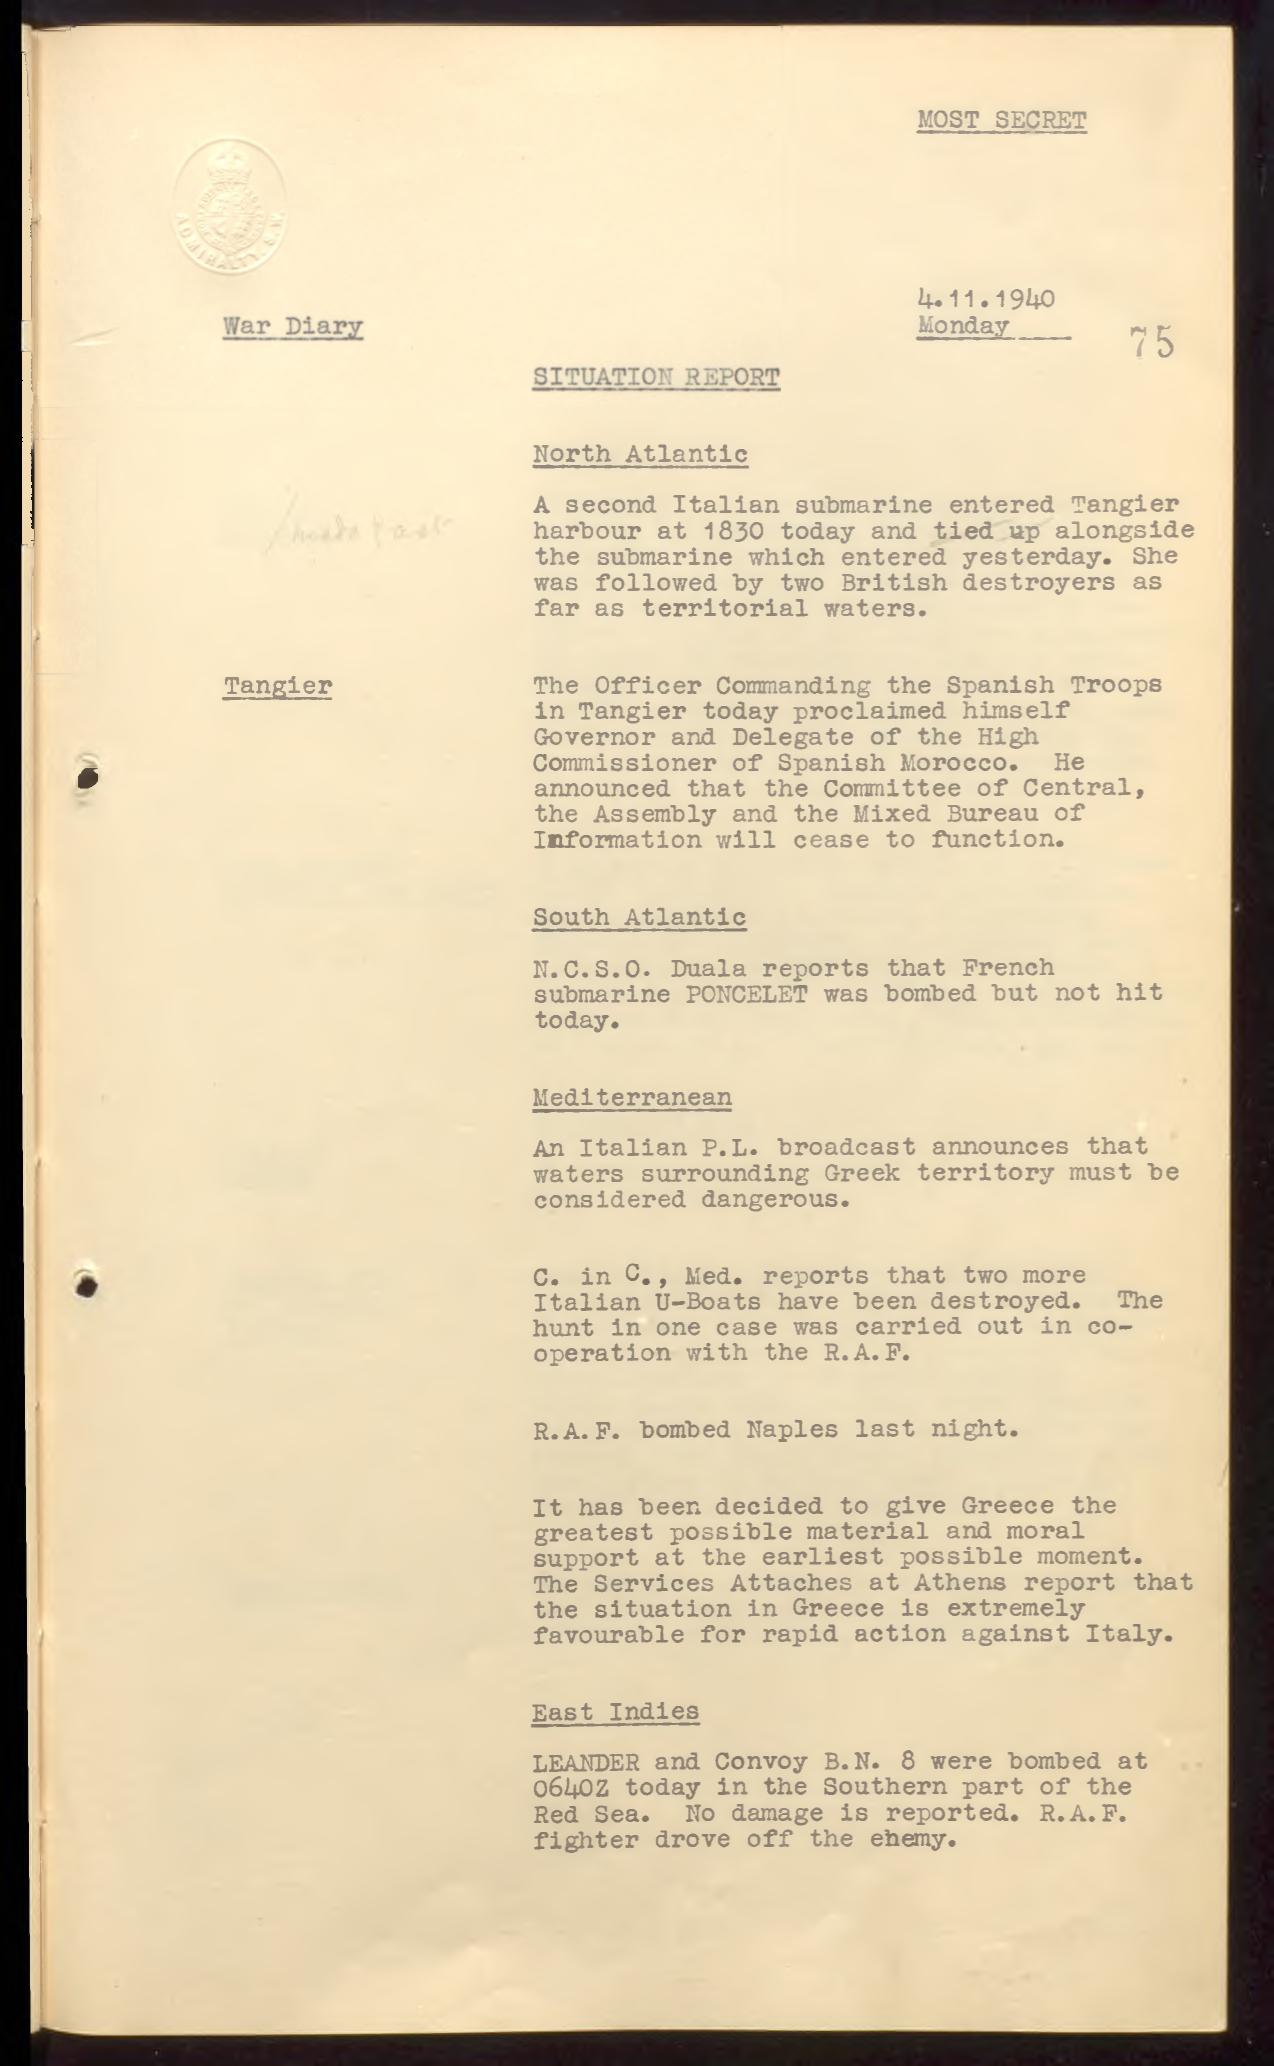 MOST SECRET
ADMIRALTY. S.W.
4.11.1940
War Diary
Monday
75
SITUATION REPORT
North Atlantic
A second Italian submarine entered Tangier
harbour at 1830 today and tied up alongside
the submarine which entered yesterday. She
was followed by two British destroyers as
far as territorial waters.
Tangier
The Officer Commanding the Spanish Troops
in Tangier today proclaimed himself
Governor and Delegate of the High
Commissioner of Spanish Morocco. He
announced that the Committee of Central,
the Assembly and the Mixed Bureau of
Information will cease to function.
South Atlantic
N.C.S.O. Duala reports that French
submarine PONCELET was bombed but not hit
today.
Mediterranean
An Italian P.L. broadcast announces that
waters surrounding Greek territory must be
considered dangerous.
C. in C., Med. reports that two more
Italian U-Boats have been destroyed. The
hunt in one case was carried out in co-
operation with the R.A.F.
R.A.F. bombed Naples last night.
It has been decided to give Greece the
greatest possible material and moral
support at the earliest possible moment.
The Services Attaches at Athens report that
the situation in Greece is extremely
favourable for rapid action against Italy.
East Indies
LEANDER and Convoy B.N. 8 were bombed at
0640Z today in the Southern part of the
Red Sea. No damage is reported. R.A.F.
fighter drove off the enemy.